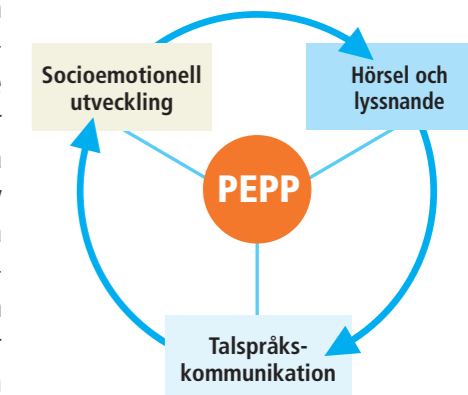 Socioemotionell
utveckling
Hörsel och
lyssnande
PEPP
Talspråks-
kommunikation